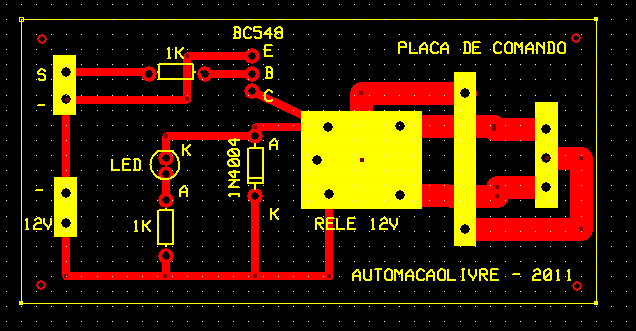 BC548
PLACA DE COMANDO
1K
E
B
C
S
-
LED
K
A
1N4004
A
K
-
12V
1K
RELE 12V
AUTOMACAOLIVRE - 2011